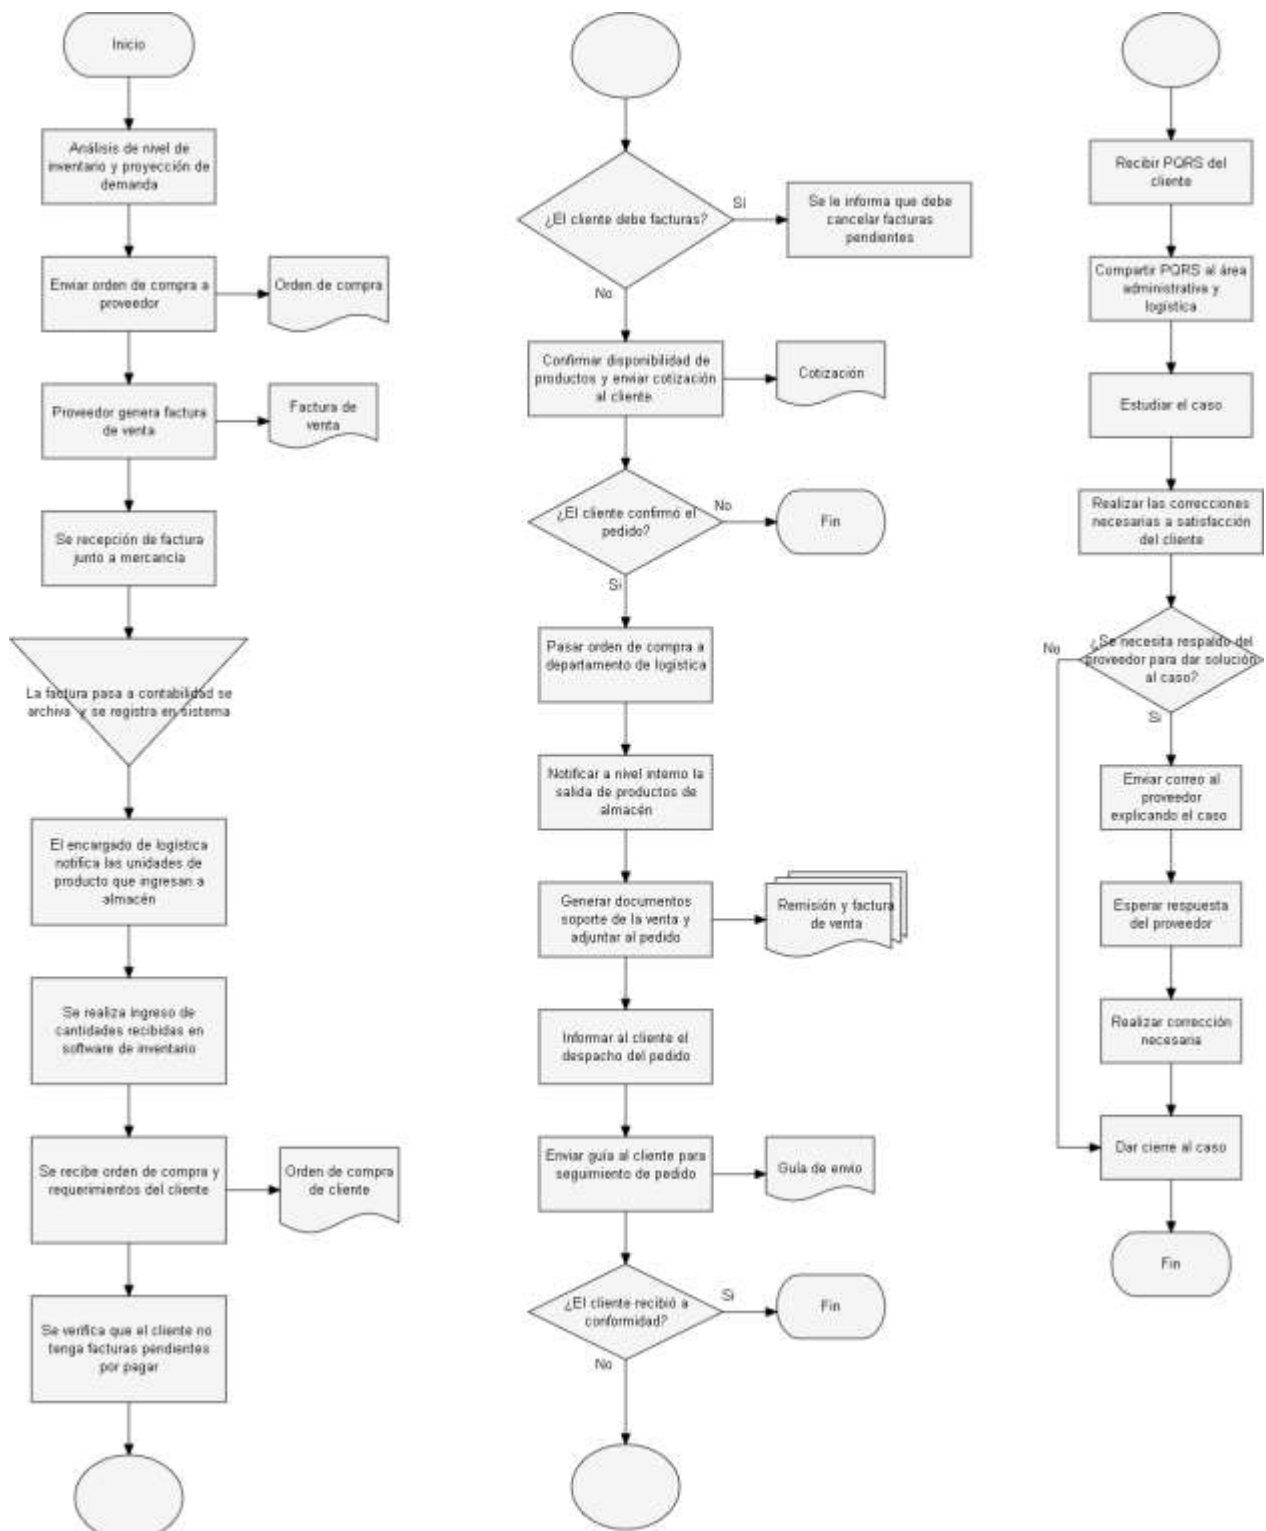 Inicio
Análisis de nivel de
inventario y proyección de
demanda
Enviar orden de compra a
proveedor
Orden de compra
Proveedor genera factura
de venta
Factura de
venta
Se recepción de factura
junto a mercancía
La factura pasa a contabilidad se
archiva y se registra en sistema
El encargado de logística
notifica las unidades de
producto que ingresan a
almacén
Se realiza ingreso de
cantidades recibidas en
software de inventario
Se recibe orden de compra y
requerimientos del cliente
Orden de compra
de cliente
Se verifica que el cliente no
tenga facturas pendientes
por pagar
¿El cliente debe facturas?
Si
Se le informa que debe
cancelar facturas
pendientes
No
Confirmar disponibilidad de
productos y enviar cotización
al cliente
Cotización
¿El cliente confirmó el
pedido?
No
Fin
Si
Pasar orden de compra a
departamento de logística
Notificar a nivel interno la
salida de productos de
almacén
Generar documentos
soporte de la venta y
adjuntar al pedido
Remisión y factura
de venta
Informar al cliente el
despacho del pedido
Enviar guía al cliente para
seguimiento de pedido
Guía de envio
¿El cliente recibió a
conformidad?
Si
Fin
No
Recibir PQRS del
cliente
Compartir PQRS al área
administrativa y
logística
Estudiar el caso
Realizar las correcciones
necesarias a satisfacción
del cliente
¿Se necesita respaldo del
proveedor para dar solución
al caso?
No
Si
Enviar correo al
proveedor
explicando el caso
Esperar respuesta
del proveedor
Realizar corrección
necesaria
Dar cierre al caso
Fin